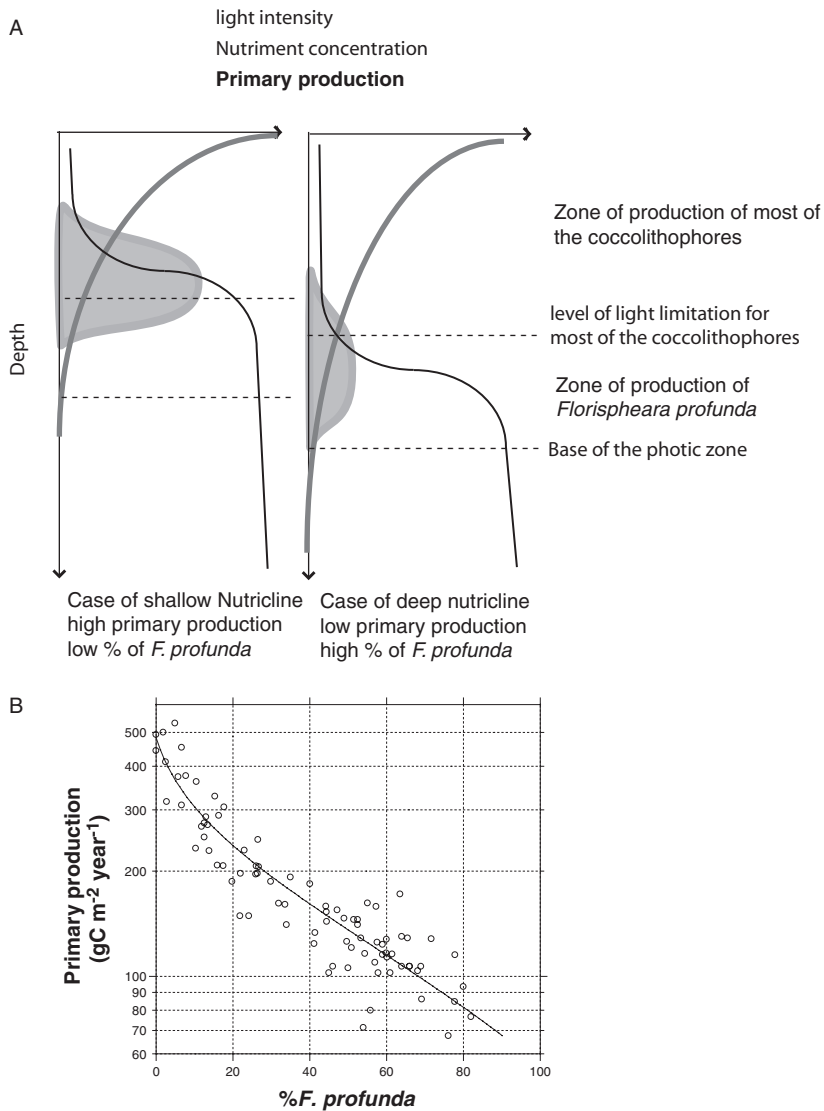 A
light intensity
Nutriment concentration
Primary production
Depth
Zone of production of most of
the coccolithophores
level of light limitation for
most of the coccolithophores
Zone of production of
Florispheara profunda
Base of the photic zone
Case of shallow Nutricline
high primary production
low % of F. profunda
Case of deep nutricline
low primary production
high % of F. profunda
B
Primary production
(gC m-2 year-1)
500
400
300
200
100
90
80
70
60
0 20 40 60 80 100
%F. profunda